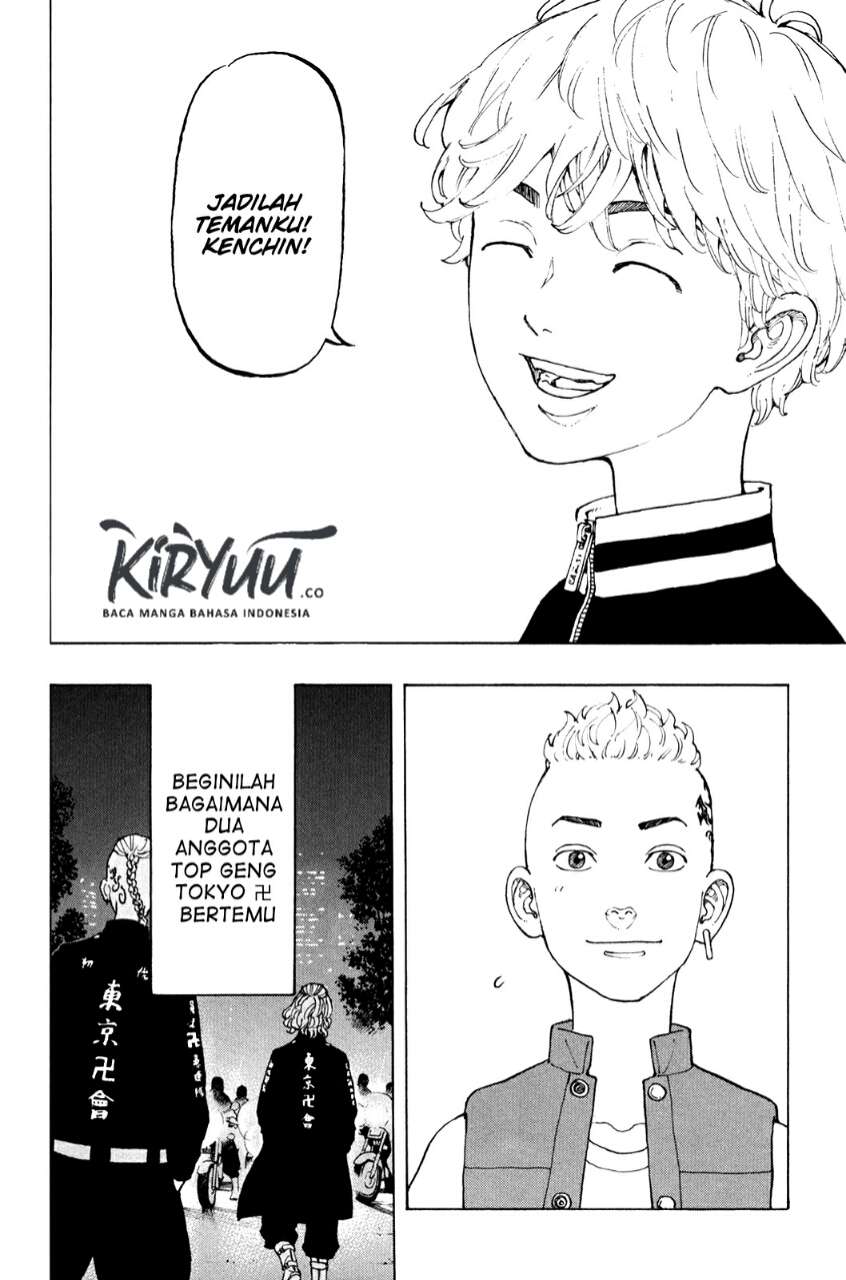 JADILAH
TEMANKU!
KENCHIN!
KIRYUU.CO
BACA MANGA BAHASA INDONESIA
BEGINILAH
BAGAIMANA
DUA
ANGGOTA
TOP GENG
TOKYO 卍
BERTEMU
東京卍會
東京卍會